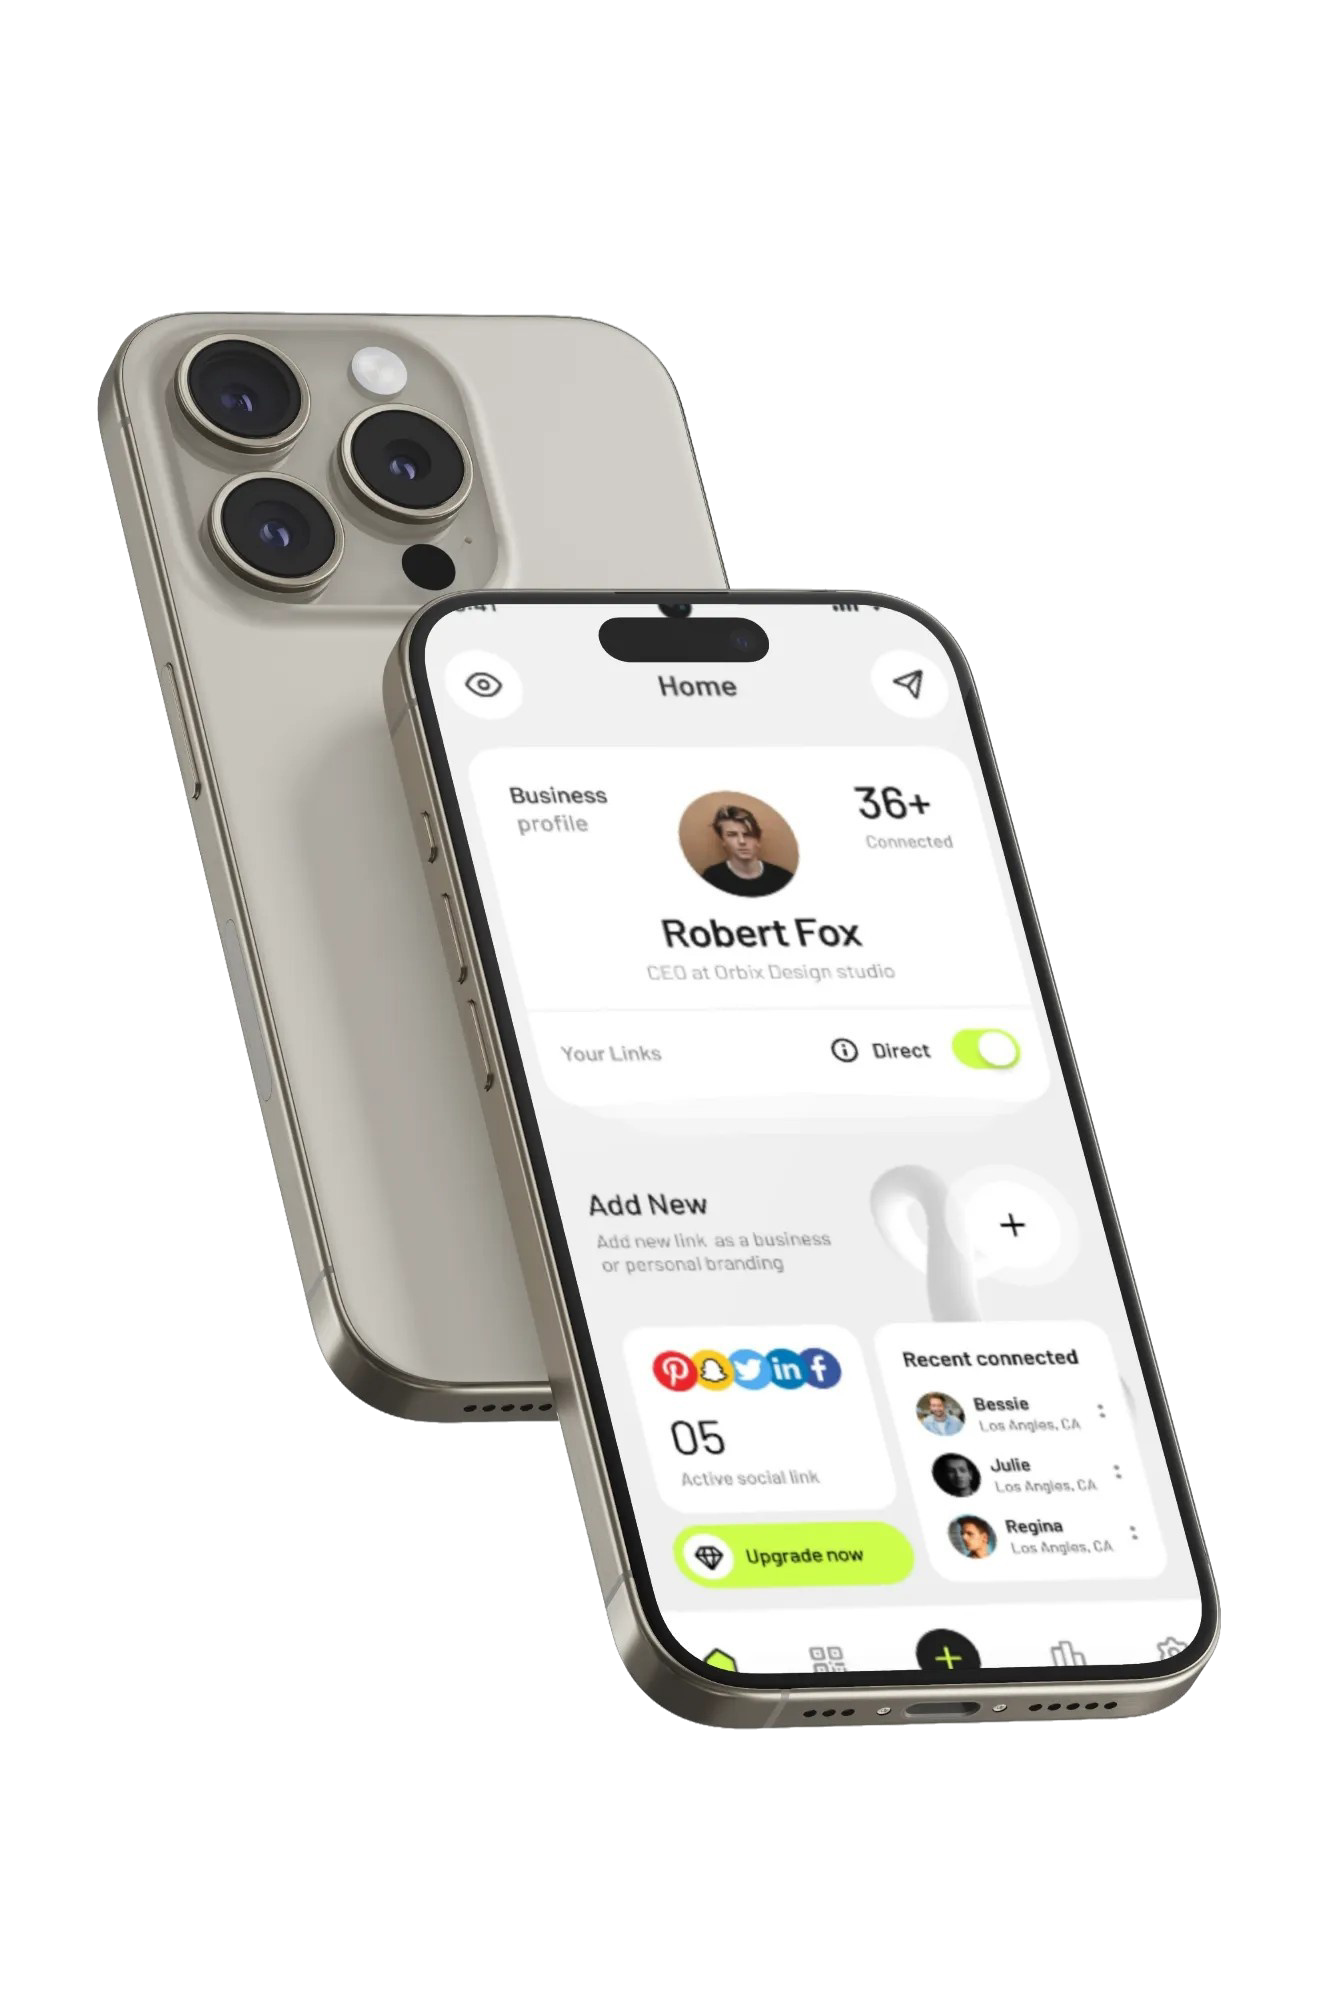 Home
Business
profile
36+
Connected
Robert Fox
CEO at Orbix Design studio
Your Links
Direct
Add New
Add new link as a business
or personal branding
05
Active social link
Upgrade now
Recent connected
Bessie
Los Angles, CA
Julie
Los Angles, CA
Regina
Los Angles, CA